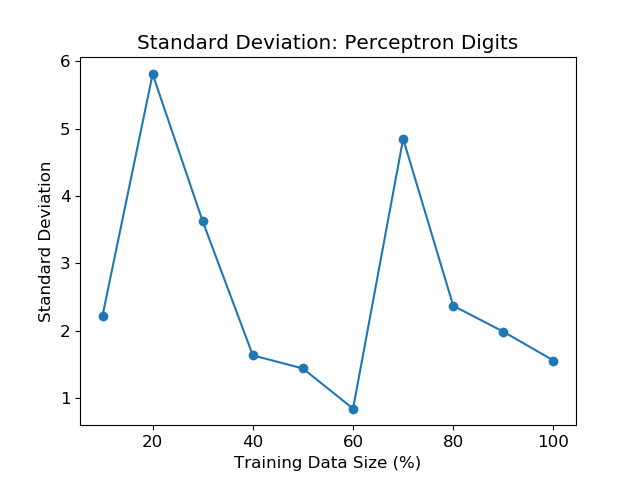 Standard Deviation: Perceptron Digits
6
5
4
3
2
1
Standard Deviation
20 40 60 80 100
Training Data Size (%)